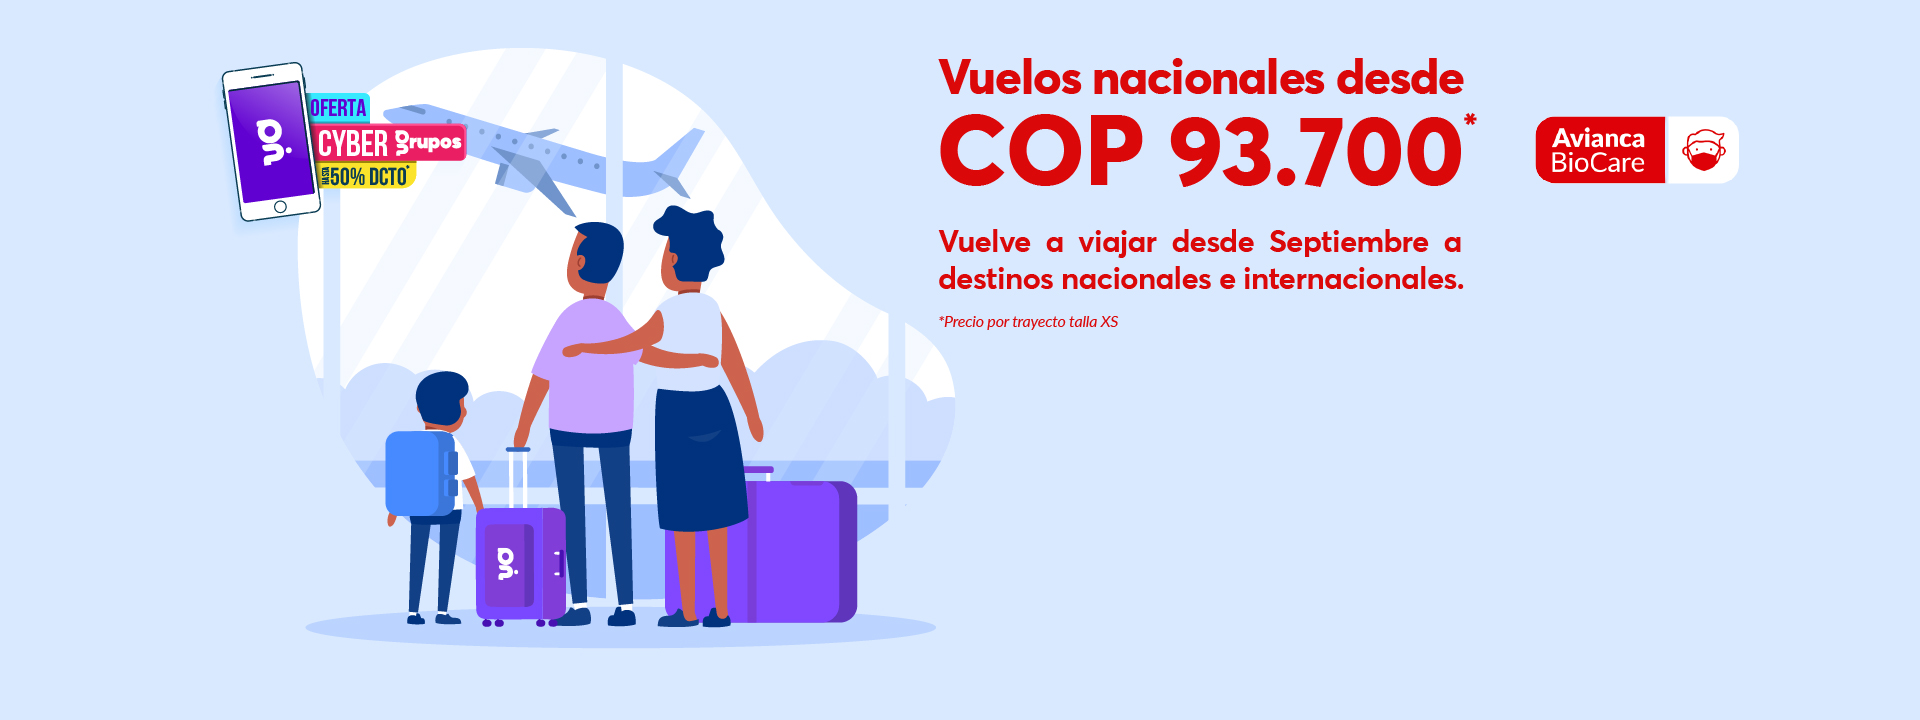 Vuelos nacionales desde
COP 93.700*
Vuelve a viajar desde Septiembre a
destinos nacionales e internacionales.
*Precio por trayecto talla XS
Avianca
BioCare
g.
OFERTA
CYBER grupos
HASTA 50% DCTO*
g.